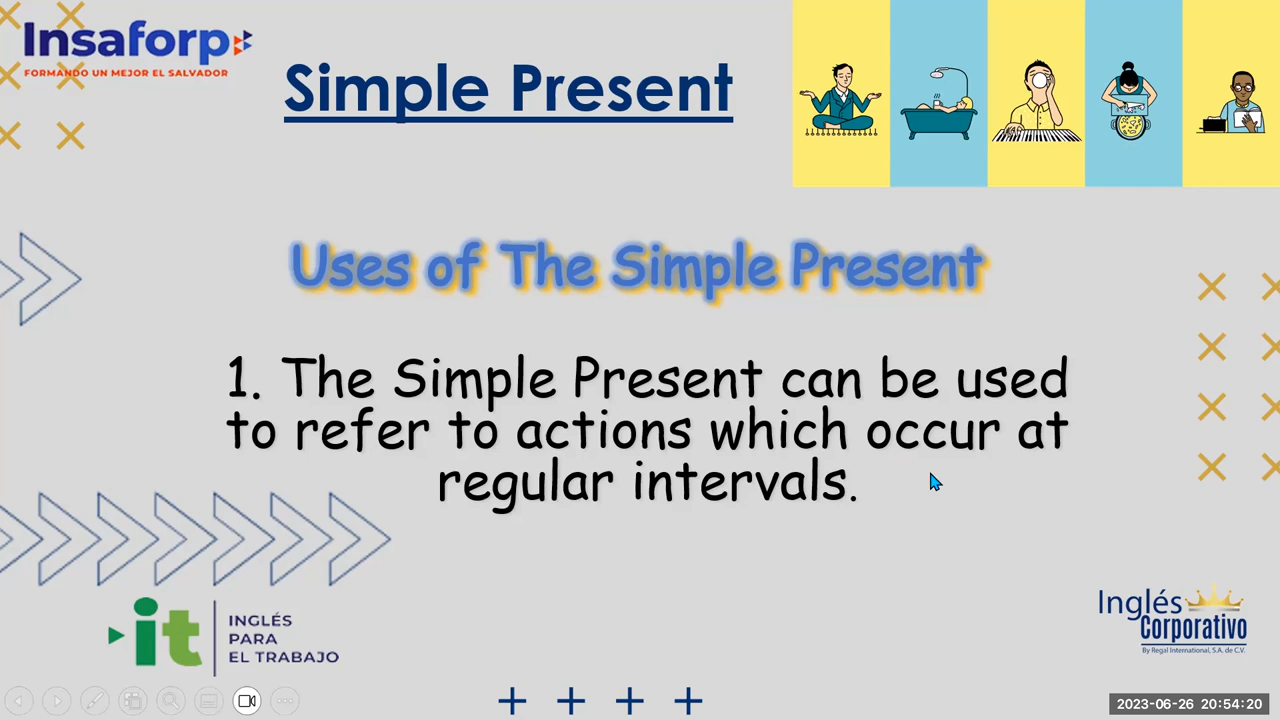 Insaforp
FORMANDO UN MEJOR EL SALVADOR
Simple Present
Uses of The Simple Present
1. The Simple Present can be used
to refer to actions which occur at
regular intervals.
it
INGLÉS
PARA
EL TRABAJO
Inglés
Corporativo
By Regal International, S.A. de C.V.
2023-06-26 20:54:20